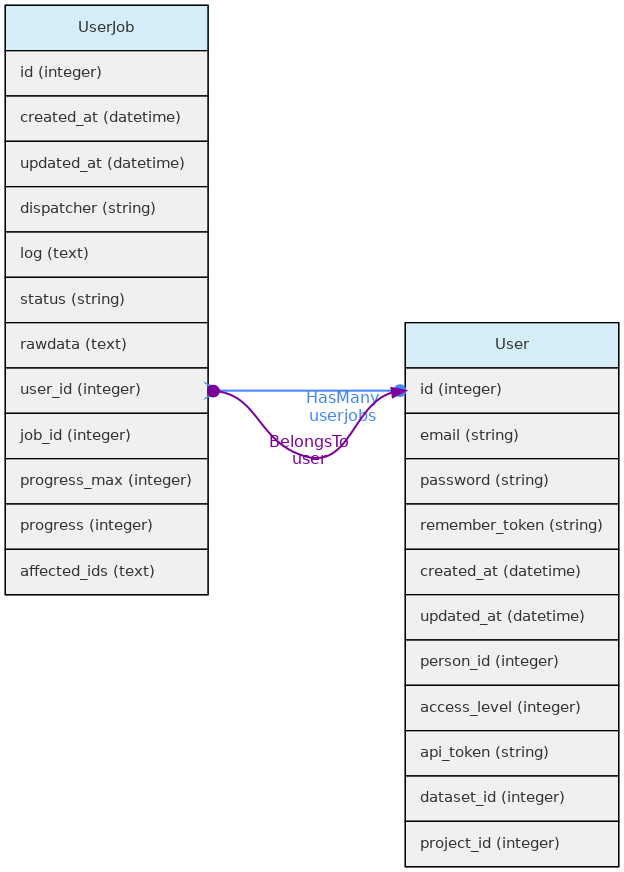 UserJob
id (integer)
created_at (datetime)
updated_at (datetime)
dispatcher (string)
log (text)
status (string)
rawdata (text)
user_id (integer)
job_id (integer)
progress_max (integer)
progress (integer)
affected_ids (text)
HasMany
userjobs
BelongsTo
user
User
id (integer)
email (string)
password (string)
remember_token (string)
created_at (datetime)
updated_at (datetime)
person_id (integer)
access_level (integer)
api_token (string)
dataset_id (integer)
project_id (integer)